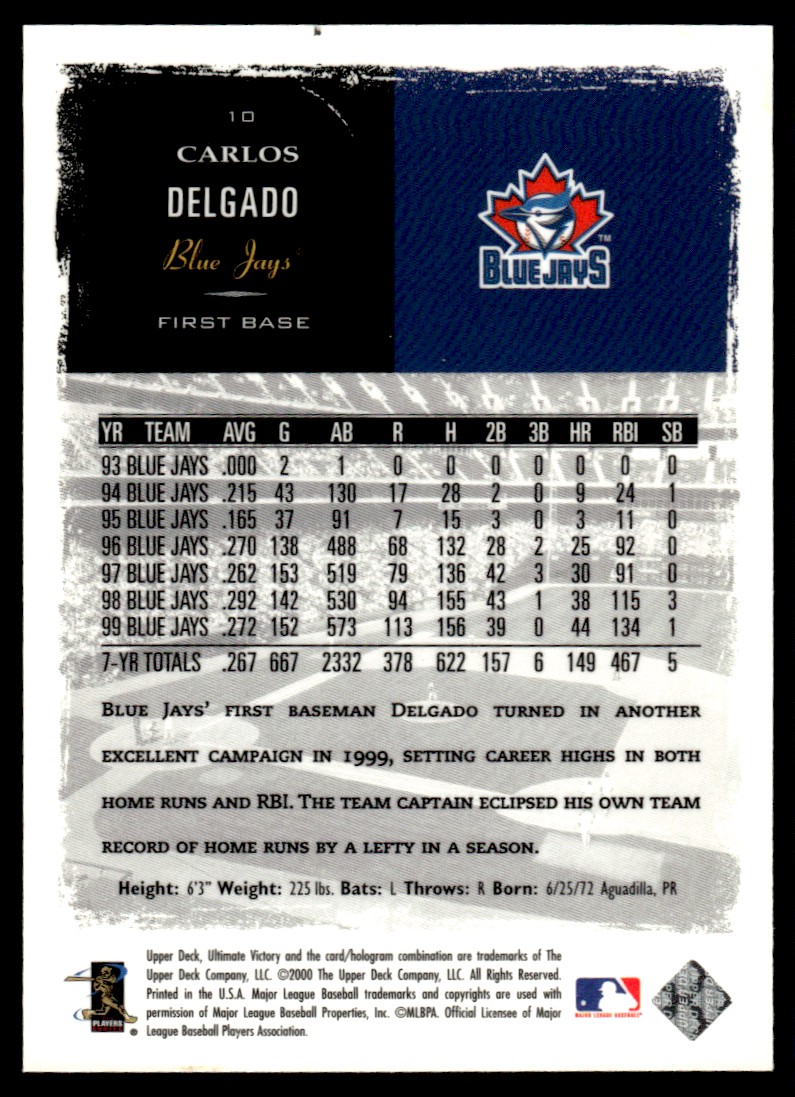 10
CARLOS
DELGADO
Blue Jays
FIRST BASE
BLUE JAYS TM
YR TEAM AVG G AB R H 2B 3B HR RBI SB
93 BLUE JAYS .000 2 1 0 0 0 0 0 0 0
94 BLUE JAYS .215 43 130 17 28 2 0 9 24 1
95 BLUE JAYS .165 37 91 7 15 3 0 3 11 0
96 BLUE JAYS .270 138 488 68 132 28 2 25 92 0
97 BLUE JAYS .262 153 519 79 136 42 3 30 91 0
98 BLUE JAYS .292 142 530 94 155 43 1 38 115 3
99 BLUE JAYS .272 152 573 113 156 39 0 44 134 1
7-YR TOTALS .267 667 2332 378 622 157 6 149 467 5
BLUE JAYS' FIRST BASEMAN DELGADO TURNED IN ANOTHER
EXCELLENT CAMPAIGN IN 1999, SETTING CAREER HIGHS IN BOTH
HOME RUNS AND RBI. THE TEAM CAPTAIN ECLIPSED HIS OWN TEAM
RECORD OF HOME RUNS BY A LEFTY IN A SEASON.
Height: 6'3" Weight: 225 lbs. Bats: L Throws: R Born: 6/25/72 Aguadilla, PR
Upper Deck, Ultimate Victory and the card/hologram combination are trademarks of The
Upper Deck Company, LLC. ©2000 The Upper Deck Company, LLC. All Rights Reserved.
Printed in the U.S.A. Major League Baseball trademarks and copyrights are used with
permission of Major League Baseball Properties, Inc. ©MLBPA. Official Licensee of Major
League Baseball Players Association.
PLAYERS
®
MAJOR LEAGUE BASEBALL